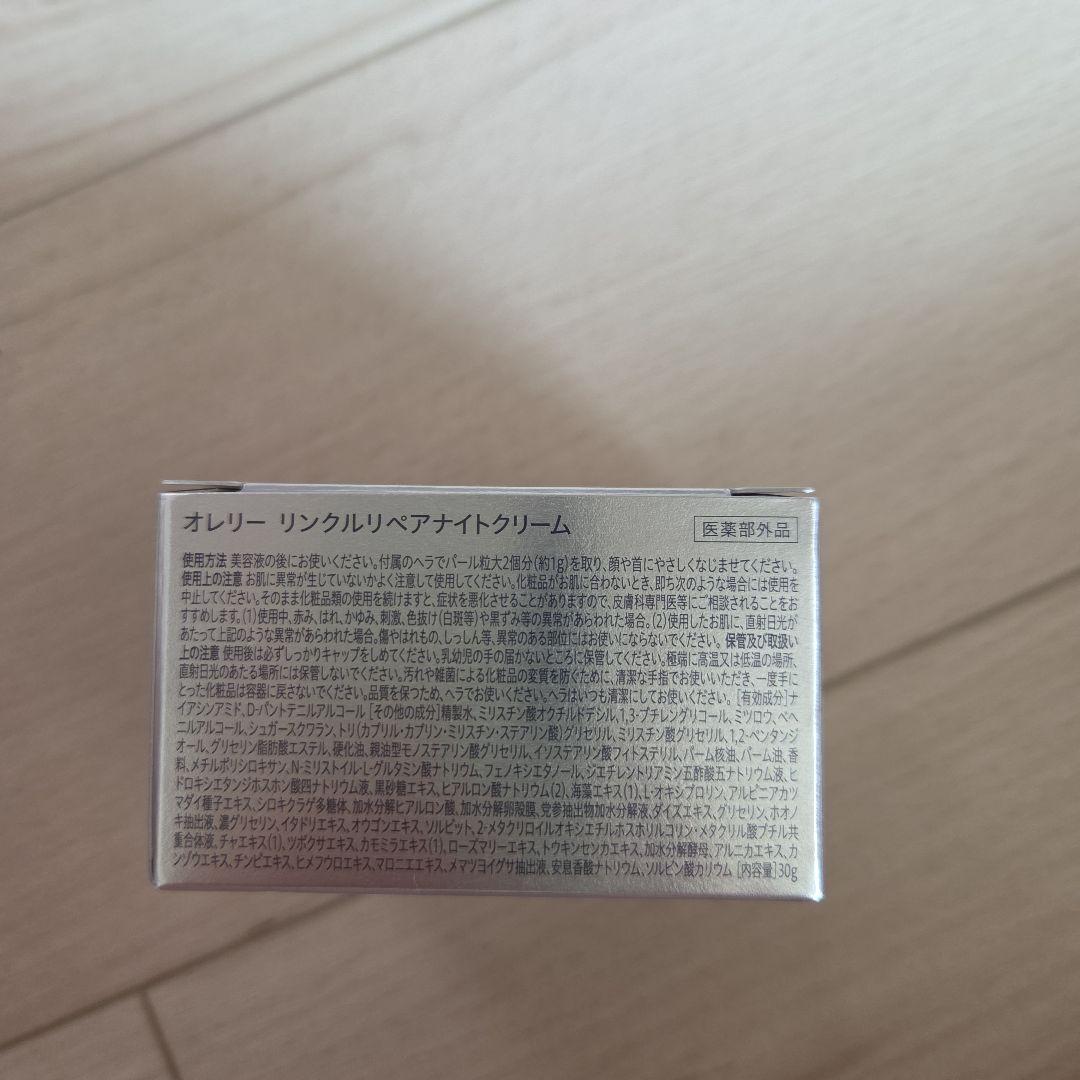 オレリー リンクルリペアナイトクリーム
医薬部外品
使用方法 美容液の後にお使いください。付属のヘラでパール粒大2個分(約1g)を取り、顔や首にやさしくなじませてください。
使用上の注意 お肌に異常が生じていないかよく注意して使用してください。化粧品がお肌に合わないとき、即ち次のような場合には使用を
中止してください。そのまま化粧品類の使用を続けますと、症状を悪化させることがありますので、皮膚科専門医等にご相談されることをお
すすめします。(1)使用中、赤み、はれ、かゆみ、刺激、色抜け(白斑等)や黒ずみ等の異常があらわれた場合。(2)使用したお肌に、直射日光が
あたって上記のような異常があらわれた場合。傷やはれもの、しっしん等、異常のある部位にはお使いにならないでください。 保管及び取扱い
上の注意 使用後は必ずしっかりキャップをしめてください。乳幼児の手の届かないところに保管してください。極端に高温又は低温の場所、
直射日光のあたる場所には保管しないでください。汚れや雑菌による化粧品の変質を防ぐために、清潔な手指でお使いいただき、一度手に
とった化粧品は容器に戻さないでください。品質を保つため、ヘラでお使いください。ヘラはいつも清潔にしてお使いください。 [有効成分]ナ
イアシンアミド、D-パントテニルアルコール [その他の成分]精製水、ミリスチン酸オクチルドデシル、1,3-ブチレングリコール、ミツロウ、ベヘ
ニルアルコール、シュガースクワラン、トリ(カプリル・カプリン・ミリスチン・ステアリン酸)グリセリル、ミリスチン酸グリセリル、1,2-ペンタンジ
オール、グリセリン脂肪酸エステル、硬化油、親油型モノステアリン酸グリセリル、イソステアリン酸フィトステリル、パーム核油、パーム油、香
料、メチルポリシロキサン、N-ミリストイル-L-グルタミン酸ナトリウム、フェノキシエタノール、ジエチレントリアミン五酢酸五ナトリウム液、ヒ
ドロキシエタンジホスホン酸四ナトリウム液、黒砂糖エキス、ヒアルロン酸ナトリウム(2)、海藻エキス(1)、L-オキシプロリン、アルピニアカツ
マダイ種子エキス、シロキクラゲ多糖体、加水分解ヒアルロン酸、加水分解卵殻膜、党参抽出物加水分解液、ダイズエキス、グリセリン、ホオノ
キ抽出液、濃グリセリン、イタドリエキス、オウゴンエキス、ソルビット、2-メタクリロイルオキシエチルホスホリルコリン・メタクリル酸ブチル共
重合体液、チャエキス(1)、ツボクサエキス、カモミラエキス(1)、ローズマリーエキス、トウキンセンカエキス、加水分解酵母、アルニカエキス、カ
ンゾウエキス、チンピエキス、ヒメフウロエキス、マロニエエキス、メマツヨイグサ抽出液、安息香酸ナトリウム、ソルビン酸カリウム [内容量]30g